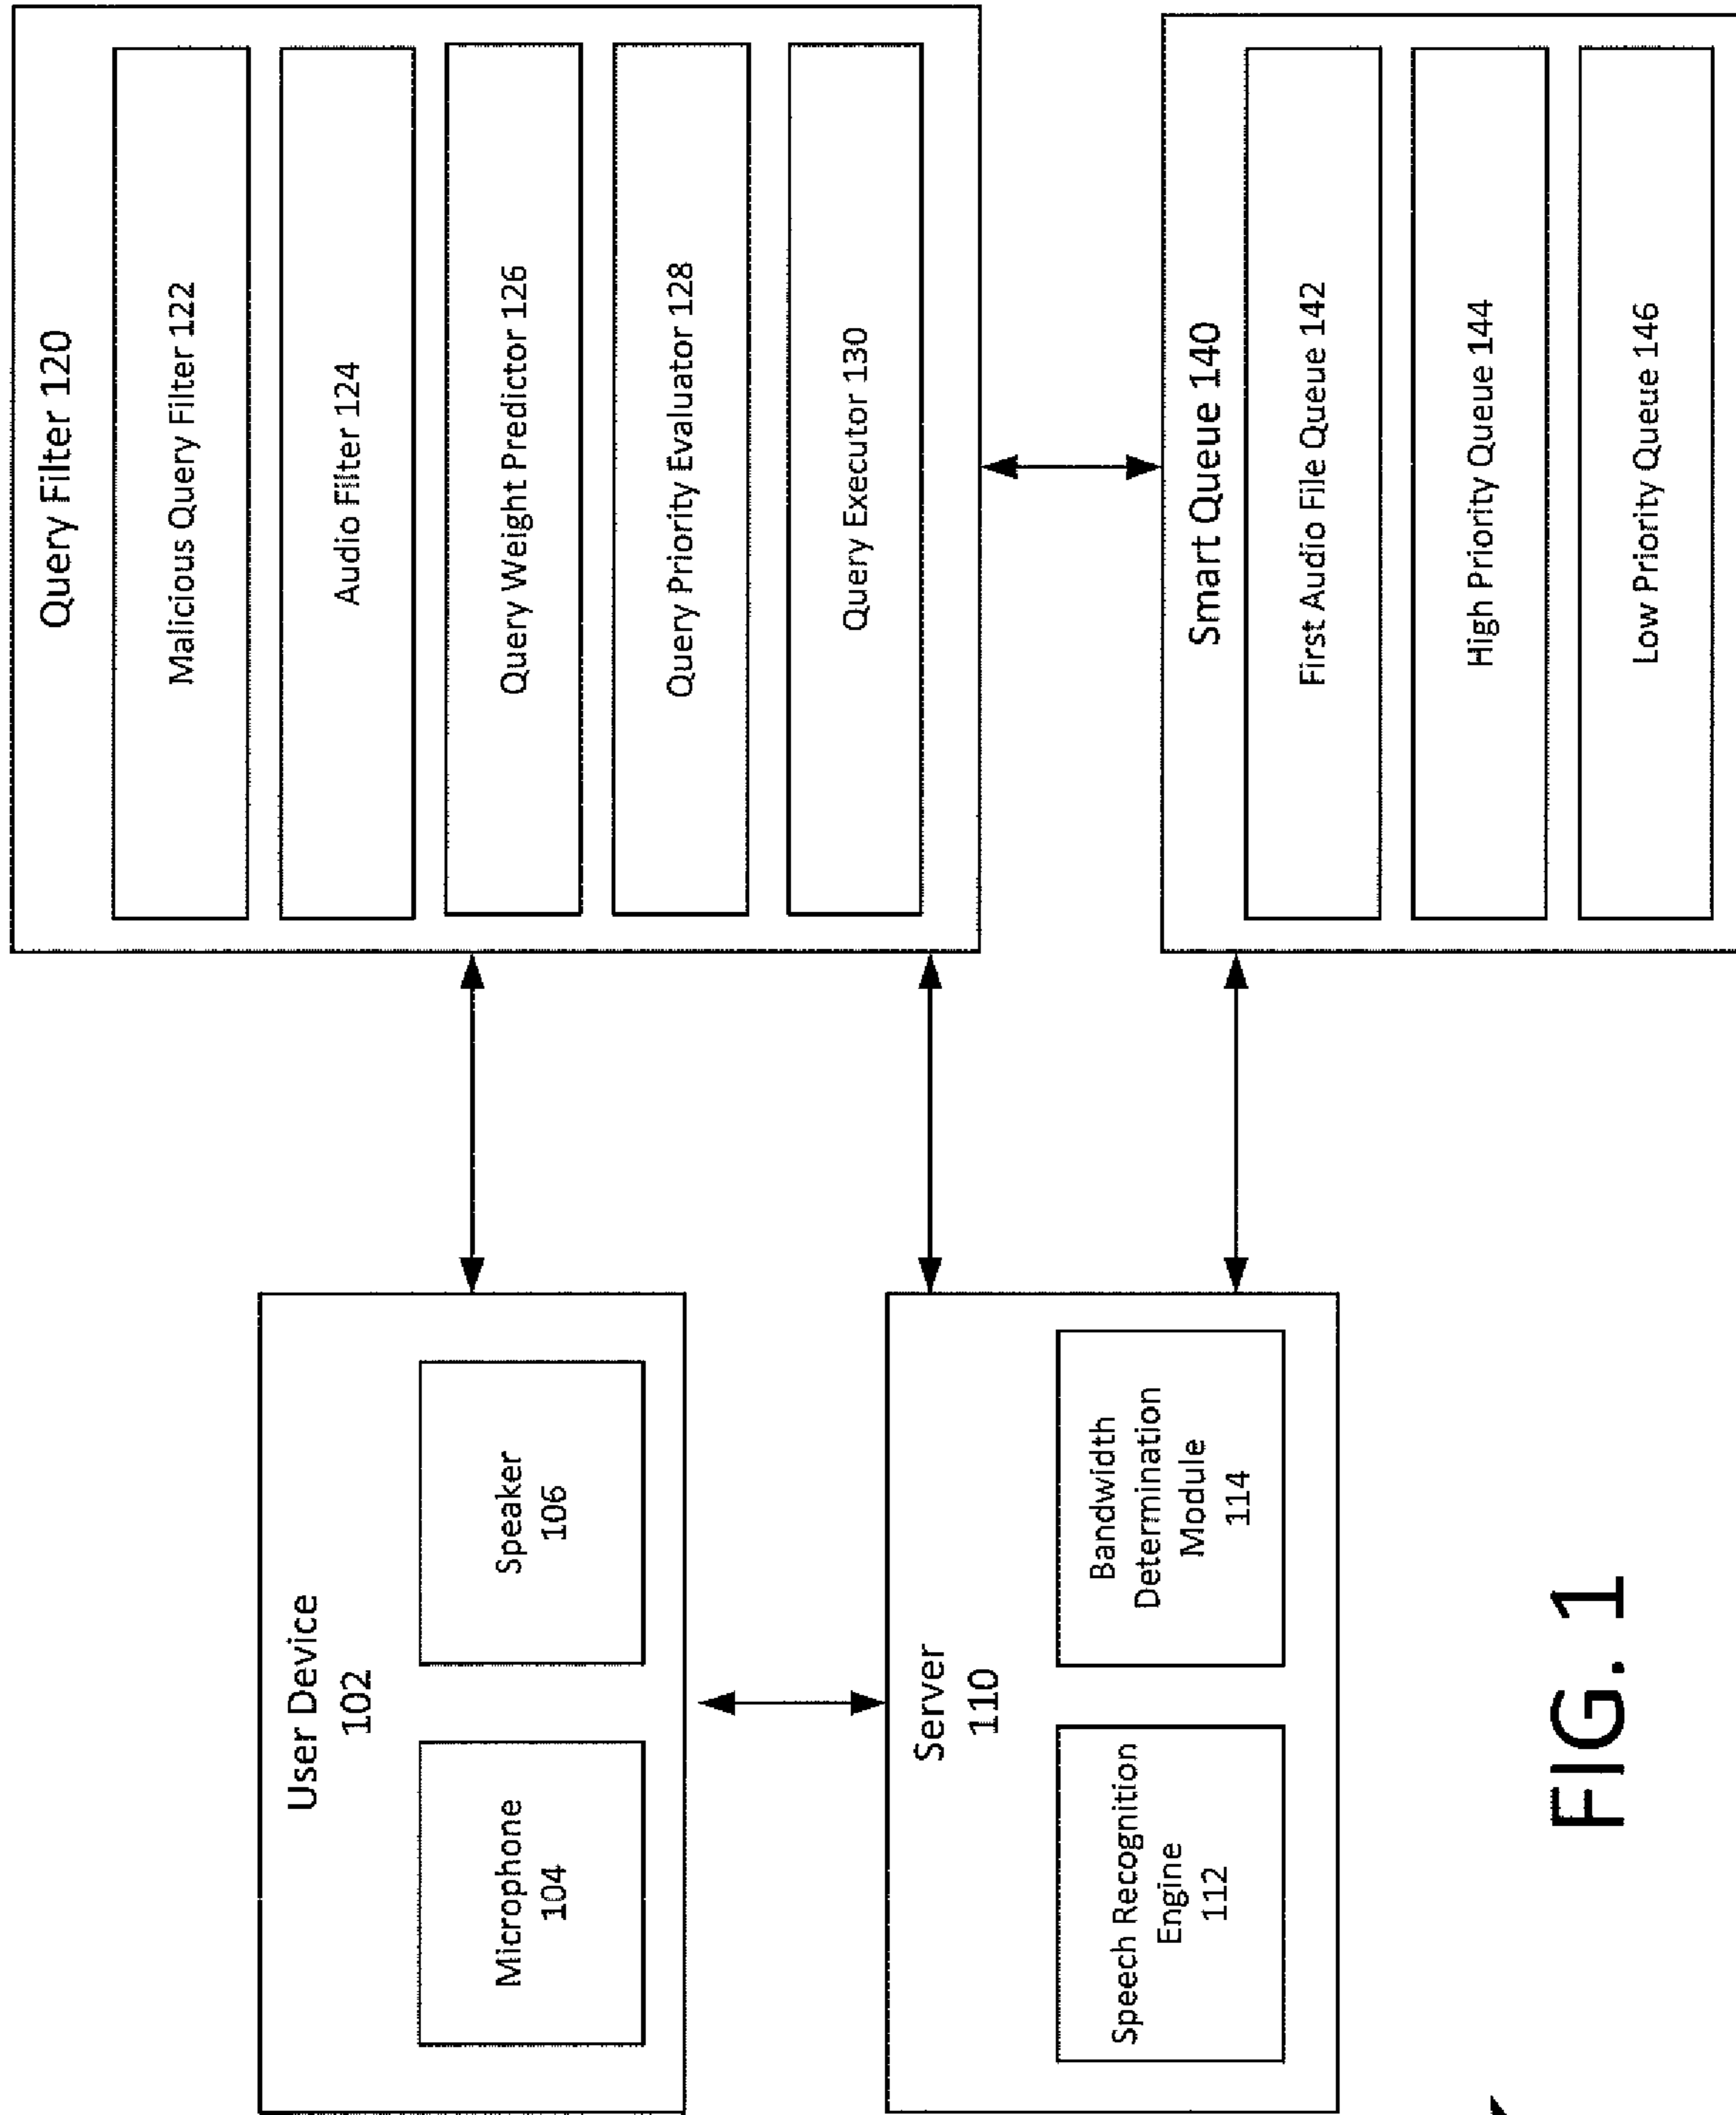 User Device
102
Microphone
104
Speaker
106
Server
110
Speech Recognition
Engine
112
Bandwidth
Determination
Module
114
Query Filter 120
Malicious Query Filter 122
Audio Filter 124
Query Weight Predictor 126
Query Priority Evaluator 128
Query Executor 130
Smart Queue 140
First Audio File Queue 142
High Priority Queue 144
Low Priority Queue 146
FIG. 1